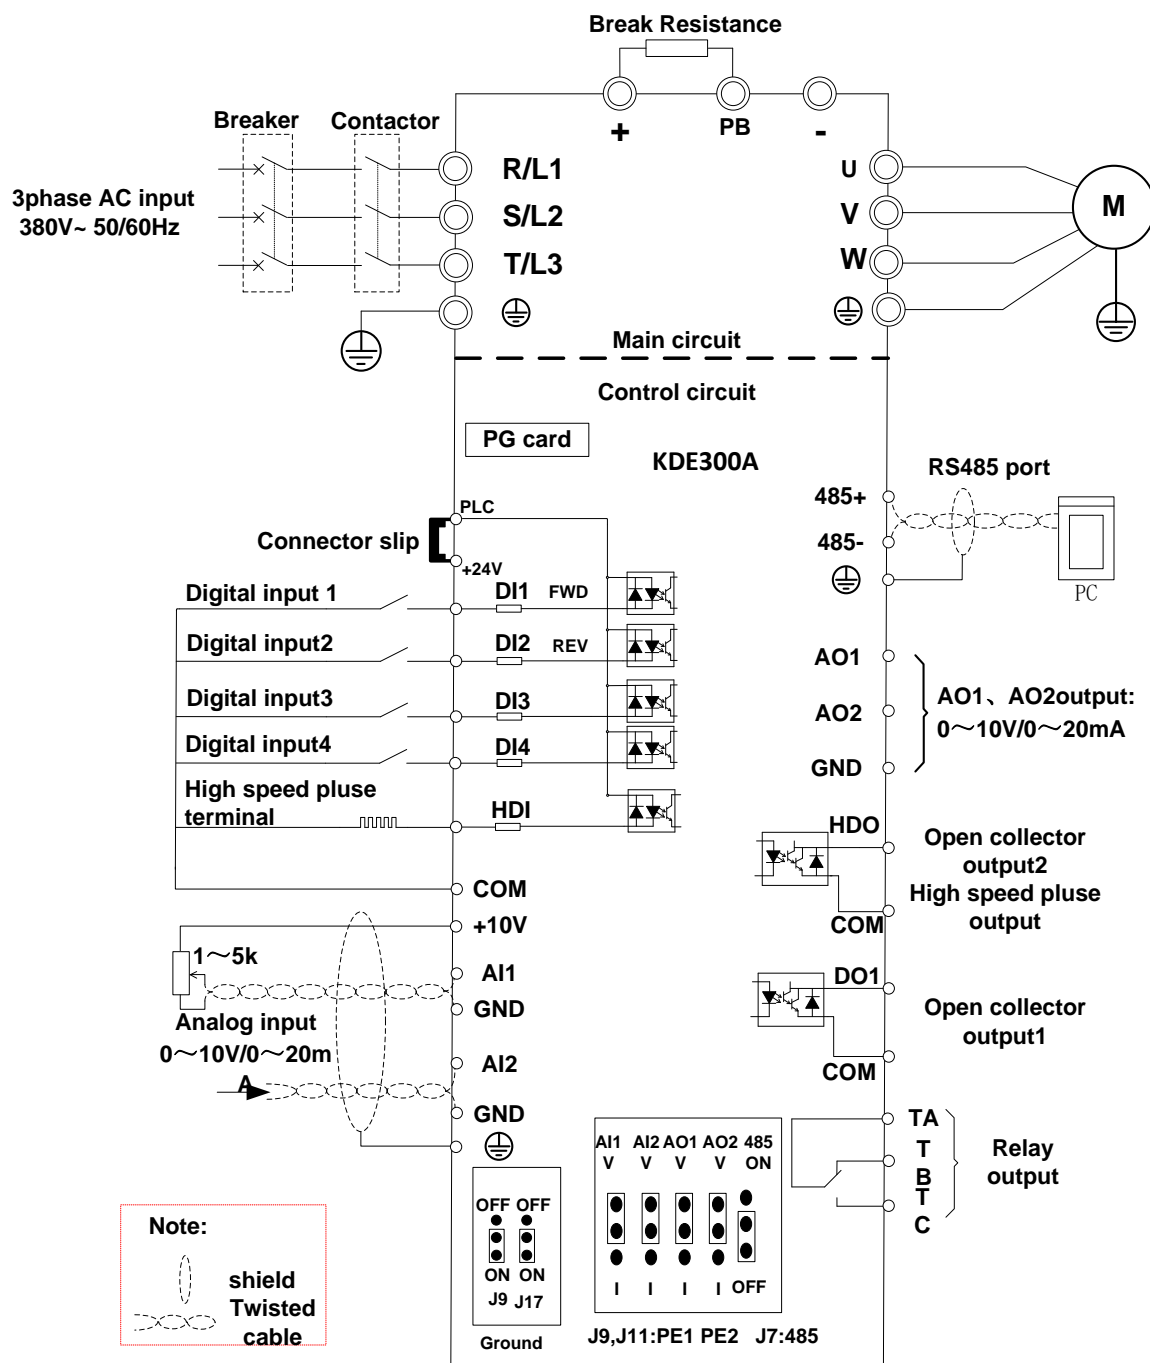 Break Resistance
Breaker
Contactor
+
PB
-
R/L1
S/L2
T/L3
3phase AC input
380V~ 50/60Hz
U
V
W
M
Main circuit
Control circuit
PG card
KDE300A
RS485 port
485+
485-
PC
PLC
Connector slip
+24V
Digital input 1
DI1
FWD
Digital input2
DI2
REV
Digital input3
DI3
Digital input4
DI4
High speed pluse
terminal
HDI
COM
+10V
1～5k
AI1
GND
Analog input
0～10V/0～20m
A
AI2
GND
AO1
AO2
GND
AO1、AO2output:
0～10V/0～20mA
HDO
COM
Open collector
output2
High speed pluse
output
DO1
COM
Open collector
output1
TA
T
B
T
C
Relay
output
AI1 AI2 AO1 AO2 485
V V V V ON
I I I I OFF
J9,J11:PE1 PE2 J7:485
OFF OFF
ON ON
J9 J17
Ground
Note:
shield
Twisted
cable